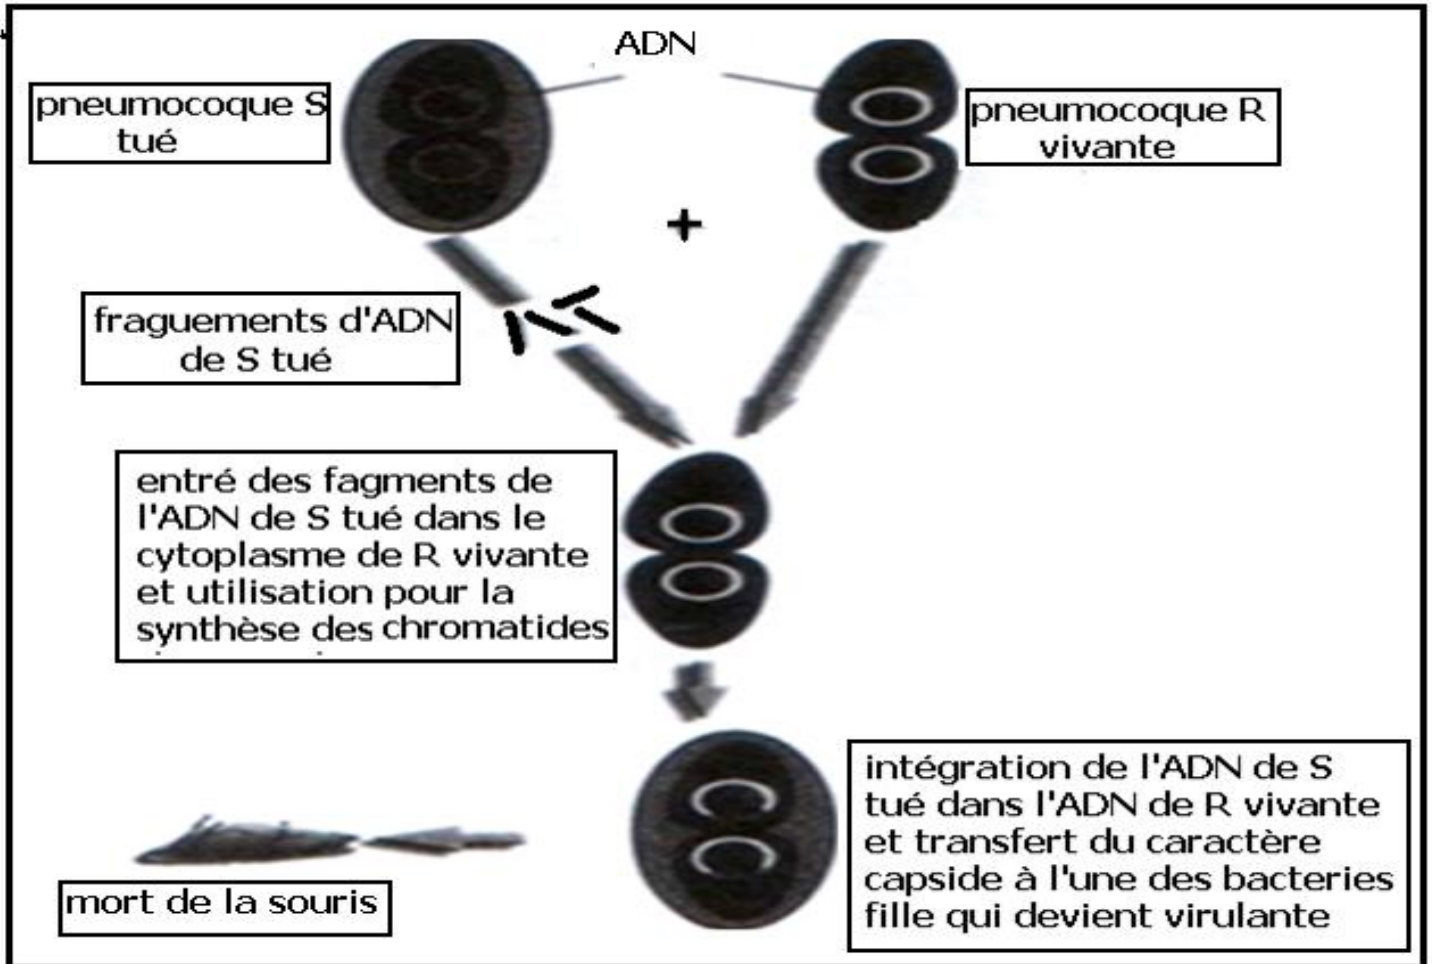 ADN
pneumocoque S
tué
pneumocoque R
vivante
+
fraguements d'ADN
de S tué
entré des fagments de
l'ADN de S tué dans le
cytoplasme de R vivante
et utilisation pour la
synthèse des chromatides
intégration de l'ADN de S
tué dans l'ADN de R vivante
et transfert du caractère
capside à l'une des bacteries
fille qui devient virulante
mort de la souris